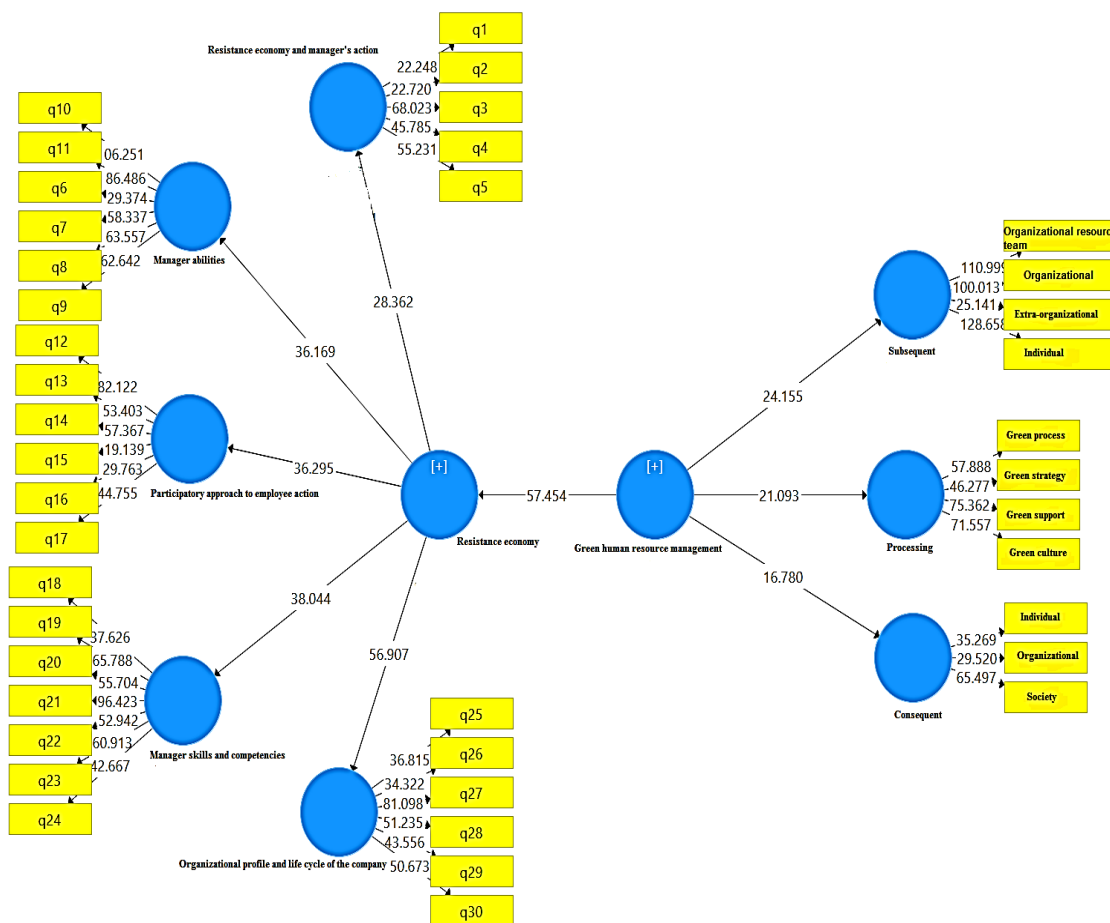 Resistance economy and manager's action
q1
q2
q3
q4
q5
22.248
22.720
68.023
45.785
55.231
q10
q11
q6
q7
q8
q9
06.251
86.486
29.374
58.337
63.557
62.642
Manager abilities
q12
q13
q14
q15
q16
q17
82.122
53.403
57.367
19.139
29.763
44.755
Participatory approach to employee action
q18
q19
q20
q21
q22
q23
q24
37.626
65.788
55.704
96.423
52.942
60.913
42.667
Manager skills and competencies
q25
q26
q27
q28
q29
q30
36.815
34.322
81.098
51.235
43.556
50.673
Organizational profile and life cycle of the company
28.362
36.169
36.295
38.044
56.907
[+]
Resistance economy
57.454
[+]
Green human resource management
24.155
21.093
16.780
Subsequent
110.999
100.013
25.141
128.658
Organizational resourc
team
Organizational
Extra-organizational
Individual
Processing
57.888
46.277
75.362
71.557
Green process
Green strategy
Green support
Green culture
Consequent
35.269
29.520
65.497
Individual
Organizational
Society